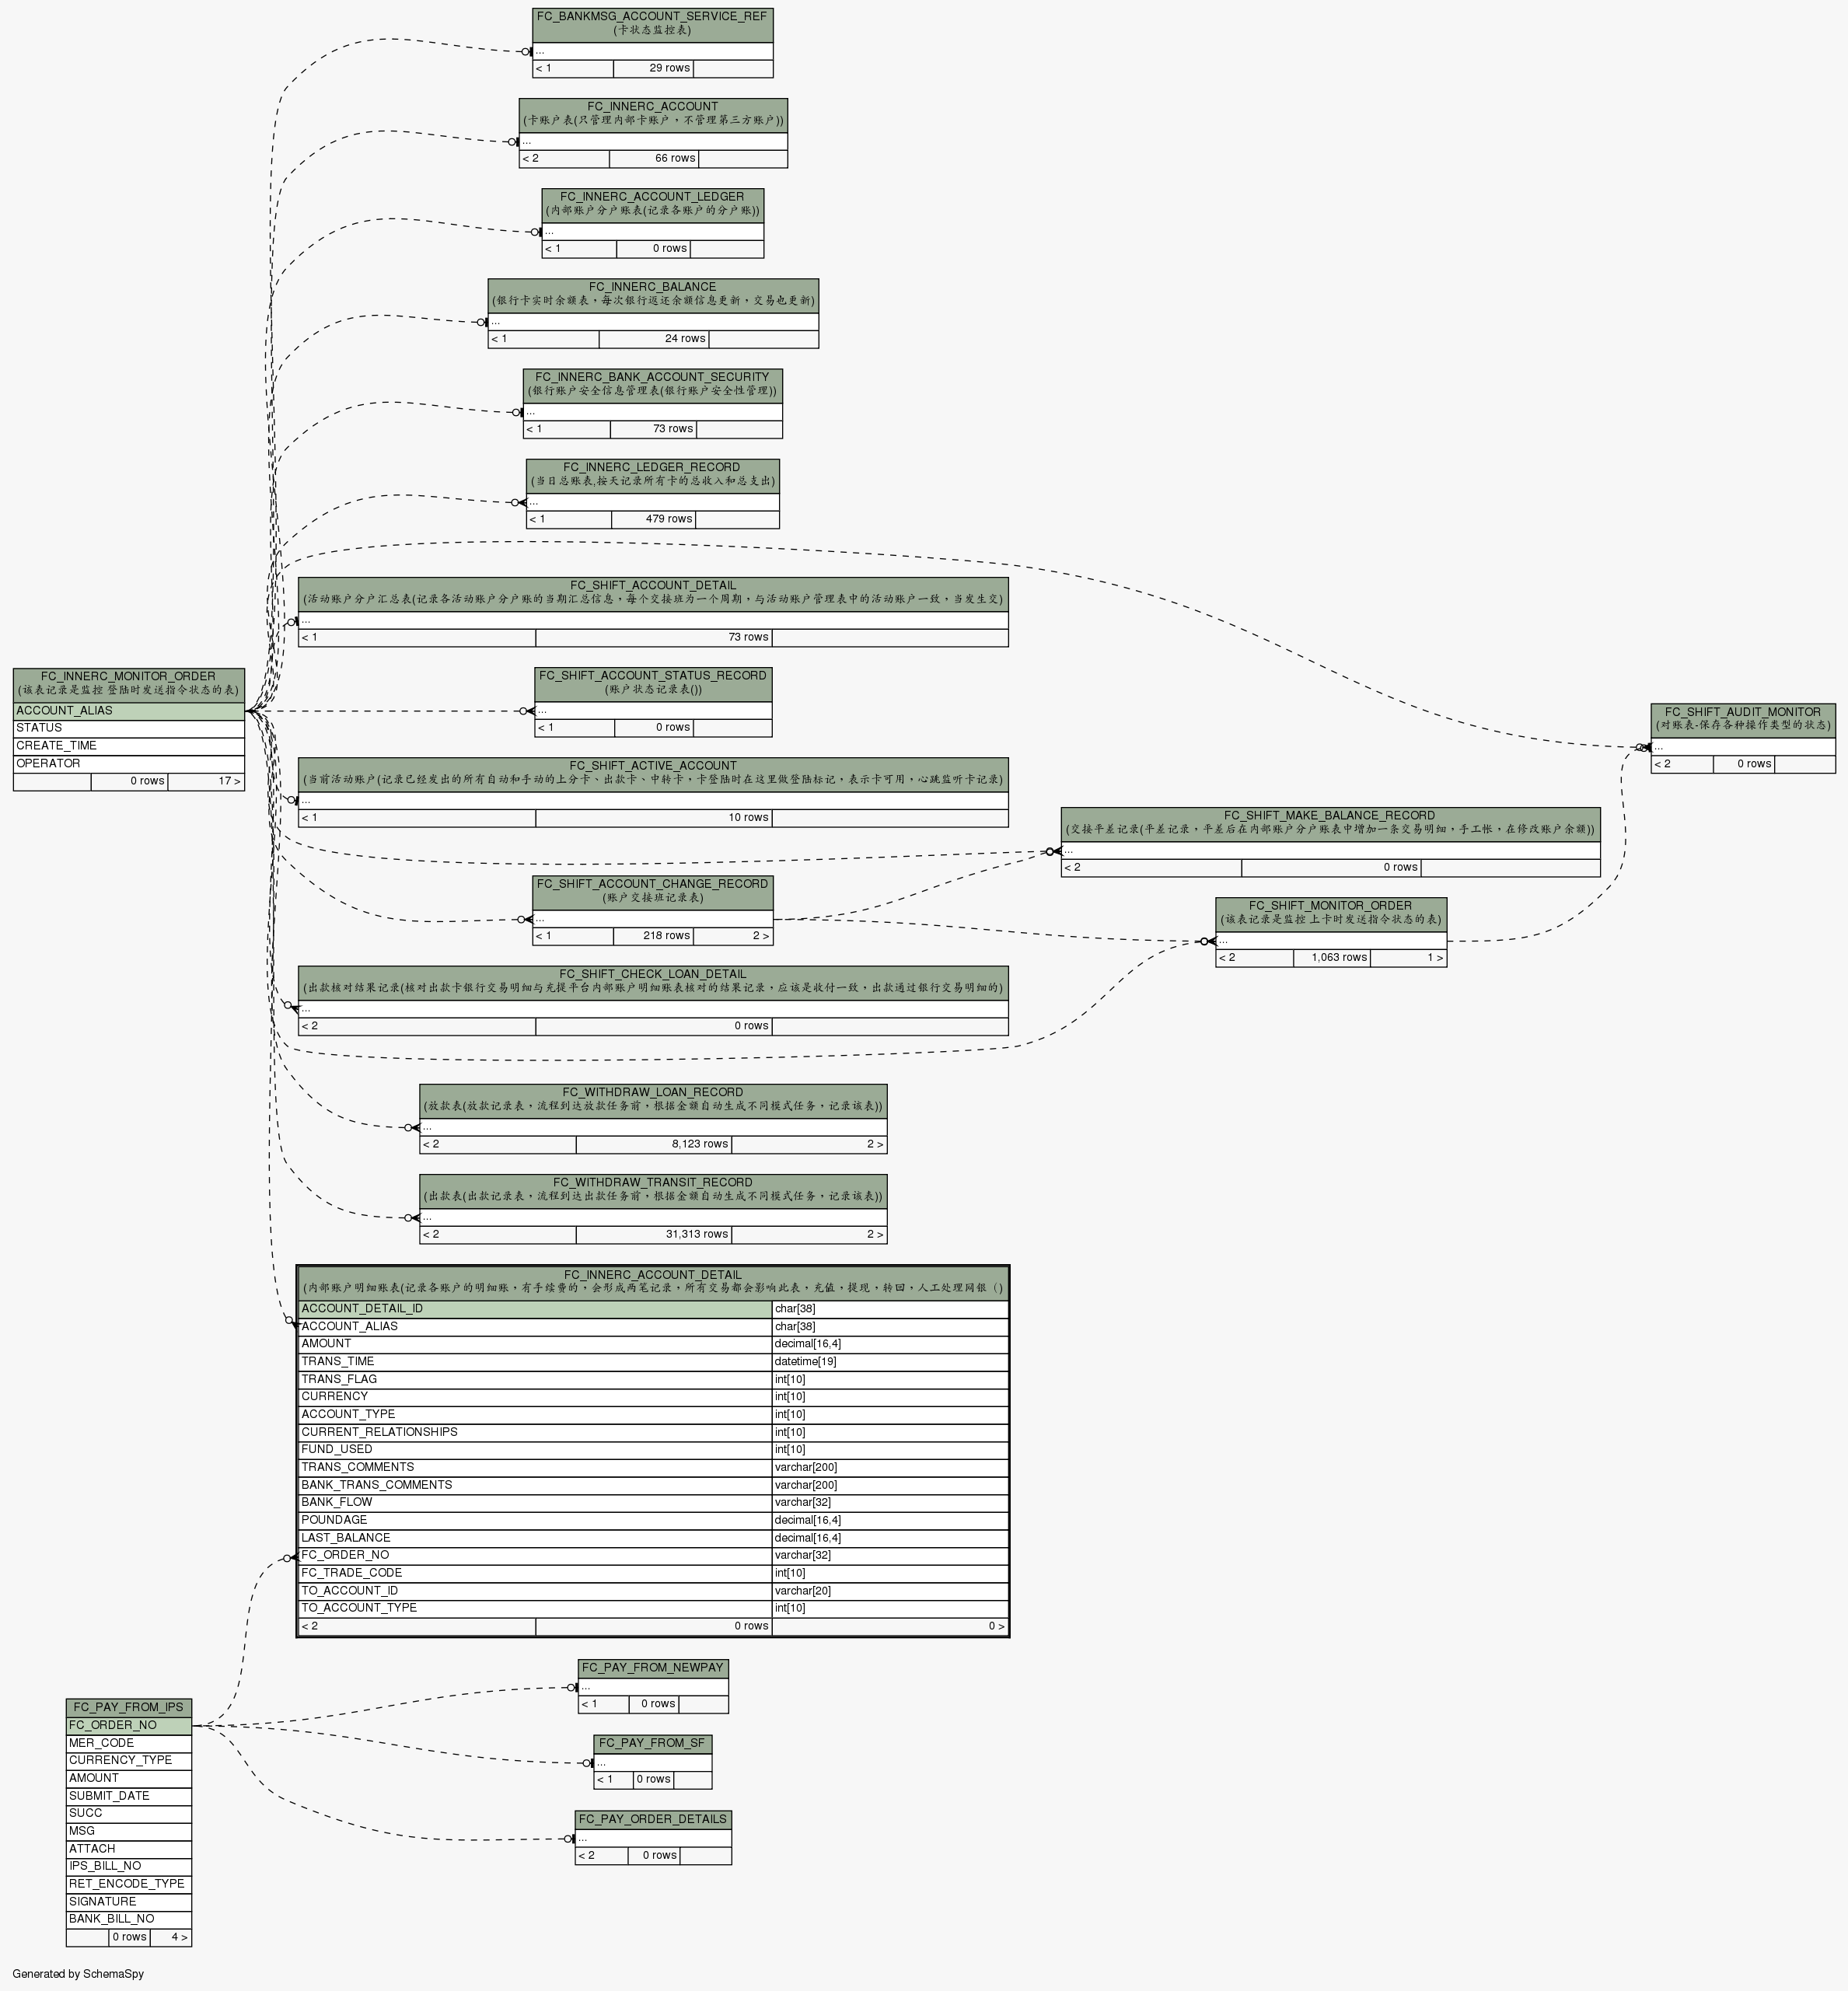 FC_BANKMSG_ACCOUNT_SERVICE_REF
(卡状态监控表)
...
< 1 29 rows
FC_INNERC_ACCOUNT
(卡账户表(只管理内部卡账户，不管理第三方账户))
...
< 2 66 rows
FC_INNERC_ACCOUNT_LEDGER
(内部账户分户账表(记录各账户的分户账))
...
< 1 0 rows
FC_INNERC_BALANCE
(银行卡实时余额表，每次银行返还余额信息更新，交易也更新)
...
< 1 24 rows
FC_INNERC_BANK_ACCOUNT_SECURITY
(银行账户安全信息管理表(银行账户安全性管理))
...
< 1 73 rows
FC_INNERC_LEDGER_RECORD
(当日总账表,按天记录所有卡的总收入和总支出)
...
< 1 479 rows
FC_SHIFT_ACCOUNT_DETAIL
(活动账户分户汇总表(记录各活动账户分户账的当期汇总信息，每个交接班为一个周期，与活动账户管理表中的活动账户一致，当发生交)
...
< 1 73 rows
FC_INNERC_MONITOR_ORDER
(该表记录是监控 登陆时发送指令状态的表)
ACCOUNT_ALIAS
STATUS
CREATE_TIME
OPERATOR
0 rows 17 >
FC_SHIFT_ACCOUNT_STATUS_RECORD
(账户状态记录表())
...
< 1 0 rows
FC_SHIFT_AUDIT_MONITOR
(对账表-保存各种操作类型的状态)
...
< 2 0 rows
FC_SHIFT_ACTIVE_ACCOUNT
(当前活动账户(记录已经发出的所有自动和手动的上分卡、出款卡、中转卡，卡登陆时在这里做登陆标记，表示卡可用，心跳监听卡记录)
...
< 1 10 rows
FC_SHIFT_MAKE_BALANCE_RECORD
(交接平差记录(平差记录，平差后在内部账户分户账表中增加一条交易明细，手工帐，在修改账户余额))
...
< 2 0 rows
FC_SHIFT_ACCOUNT_CHANGE_RECORD
(账户交接班记录表)
...
< 1 218 rows 2 >
FC_SHIFT_MONITOR_ORDER
(该表记录是监控 上卡时发送指令状态的表)
...
< 2 1,063 rows 1 >
FC_SHIFT_CHECK_LOAN_DETAIL
(出款核对结果记录(核对出款卡银行交易明细与充提平台内部账户明细账表核对的结果记录，应该是收付一致，出款通过银行交易明细的)
...
< 2 0 rows
FC_WITHDRAW_LOAN_RECORD
(放款表(放款记录表，流程到达放款任务前，根据金额自动生成不同模式任务，记录该表))
...
< 2 8,123 rows 2 >
FC_WITHDRAW_TRANSIT_RECORD
(出款表(出款记录表，流程到达出款任务前，根据金额自动生成不同模式任务，记录该表))
...
< 2 31,313 rows 2 >
FC_INNERC_ACCOUNT_DETAIL
(内部账户明细账表(记录各账户的明细账，有手续费的，会形成两笔记录，所有交易都会影响此表，充值，提现，转回，人工处理网银（)
ACCOUNT_DETAIL_ID char[38]
ACCOUNT_ALIAS char[38]
AMOUNT decimal[16,4]
TRANS_TIME datetime[19]
TRANS_FLAG int[10]
CURRENCY int[10]
ACCOUNT_TYPE int[10]
CURRENT_RELATIONSHIPS int[10]
FUND_USED int[10]
TRANS_COMMENTS varchar[200]
BANK_TRANS_COMMENTS varchar[200]
BANK_FLOW varchar[32]
POUNDAGE decimal[16,4]
LAST_BALANCE decimal[16,4]
FC_ORDER_NO varchar[32]
FC_TRADE_CODE int[10]
TO_ACCOUNT_ID varchar[20]
TO_ACCOUNT_TYPE int[10]
< 2 0 rows 0 >
FC_PAY_FROM_NEWPAY
...
< 1 0 rows
FC_PAY_FROM_IPS
FC_ORDER_NO
MER_CODE
CURRENCY_TYPE
AMOUNT
SUBMIT_DATE
SUCC
MSG
ATTACH
IPS_BILL_NO
RET_ENCODE_TYPE
SIGNATURE
BANK_BILL_NO
0 rows 4 >
FC_PAY_FROM_SF
...
< 1 0 rows
FC_PAY_ORDER_DETAILS
...
< 2 0 rows
Generated by SchemaSpy